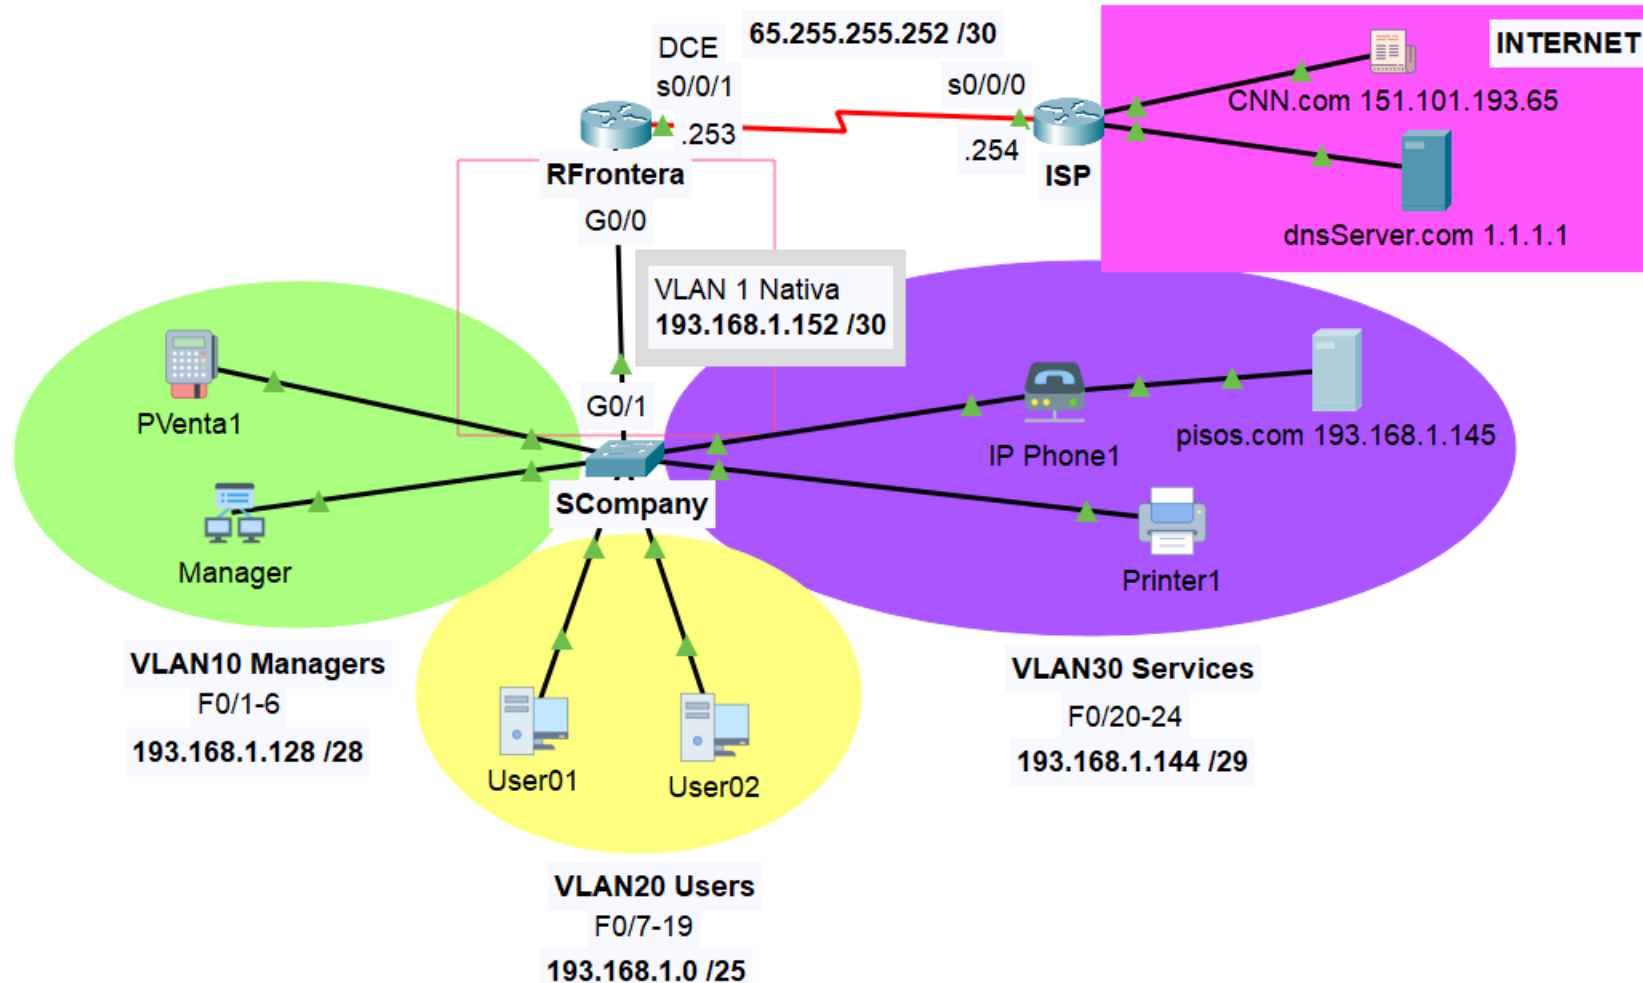 65.255.255.252 /30
DCE
s0/0/1
.253
s0/0/0
.254
RFrontera
ISP
INTERNET
CNN.com 151.101.193.65
dnsServer.com 1.1.1.1
G0/0
VLAN 1 Nativa
193.168.1.152 /30
G0/1
PVenta1
Manager
SCompany
IP Phone1
pisos.com 193.168.1.145
Printer1
VLAN10 Managers
F0/1-6
193.168.1.128 /28
User01
User02
VLAN30 Services
F0/20-24
193.168.1.144 /29
VLAN20 Users
F0/7-19
193.168.1.0 /25